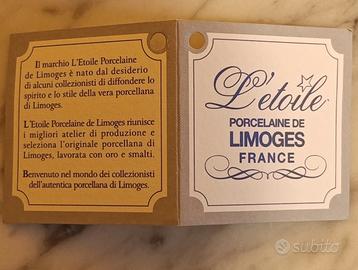 Il marchio L'Etoile Porcelaine
de Limoges è nato dal desiderio
di alcuni collezionisti di diffondere lo
spirito e lo stile della vera porcellana
di Limoges.
L'Etoile Porcelaine de Limoges riunisce
i migliori atelier di produzione e
seleziona l'originale porcellana di
Limoges, lavorata con oro e smalti.
Benvenuto nel mondo dei collezionisti
dell'autentica porcellana di Limoges.
L'étoile
PORCELAINE DE
LIMOGES
FRANCE
subito